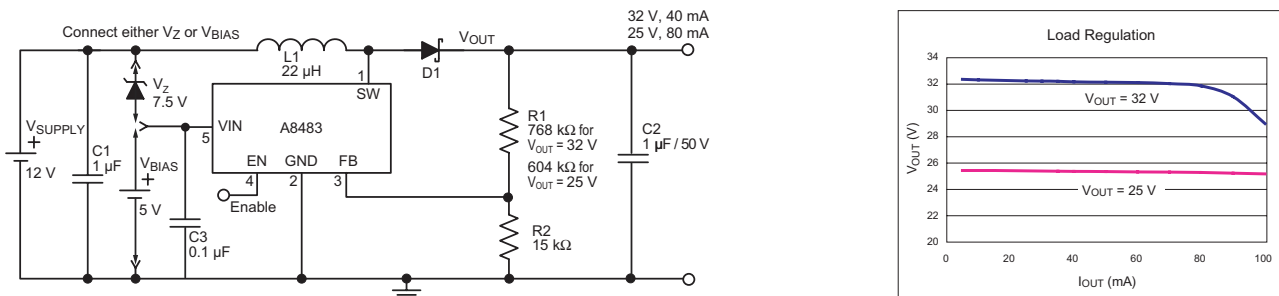 Connect either VZ or VBIAS
32 V, 40 mA
25 V, 80 mA
L1
22 µH
VOUT
D1
1
SW
VZ
7.5 V
VSUPPLY
+
12 V
C1
1 µF
VBIAS
+
5 V
C3
0.1 µF
5
VIN
A8483
EN
GND
FB
4
2
3
Enable
R1
768 kΩ for
VOUT = 32 V
604 kΩ for
VOUT = 25 V
C2
1 µF / 50 V
R2
15 kΩ
Load Regulation
VOUT (V)
34
32
30
28
26
24
22
20
VOUT = 32 V
VOUT = 25 V
0
20
40
60
80
100
IOUT (mA)